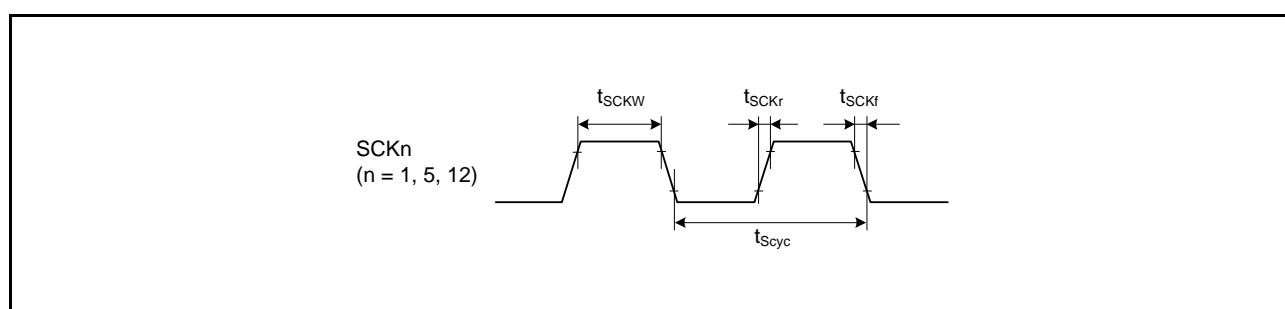 tSCKW
tSCKr
tSCKf
SCKn
(n = 1, 5, 12)
tScyc